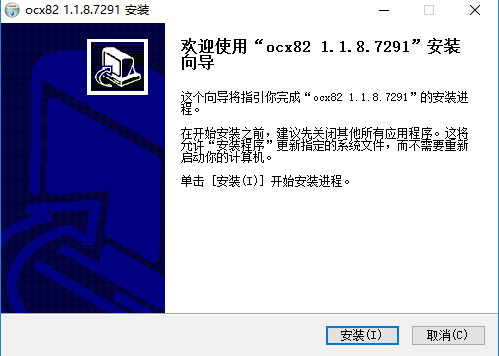 ocx82 1.1.8.7291 安装
欢迎使用“ocx82 1.1.8.7291”安装
向导
这个向导将指引你完成“ocx82 1.1.8.7291”的安装进
程。
在开始安装之前，建议先关闭其他所有应用程序。这将
允许“安装程序”更新指定的系统文件，而不需要重新
启动你的计算机。
单击 [安装(I)] 开始安装进程。
安装(I)
取消(C)